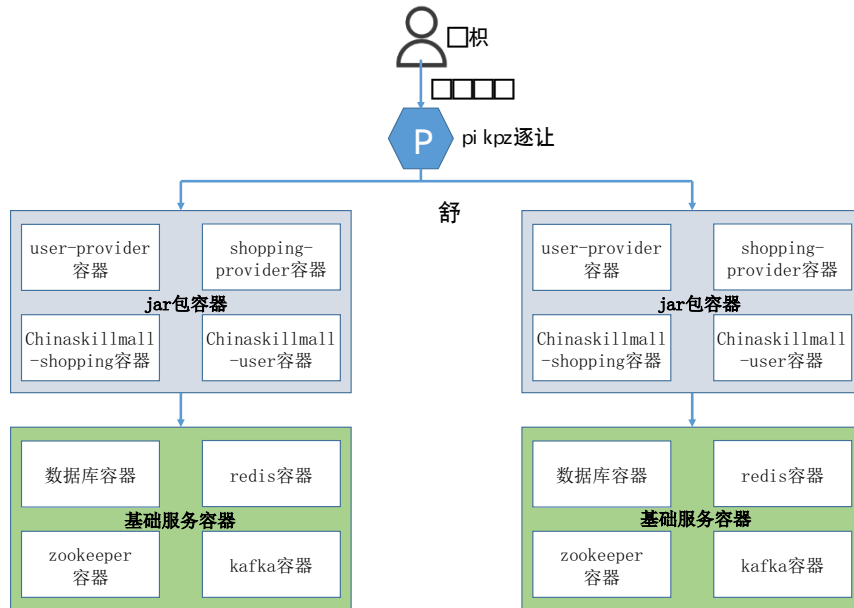 □枳
□□□□
P
pi kpz逐让
舒
user-provider
容器
shopping-
provider容器
jar包容器
Chinaskillmall
-shopping容器
Chinaskillmall
-user容器
数据库容器
redis容器
基础服务容器
zookeeper
容器
kafka容器
user-provider
容器
shopping-
provider容器
jar包容器
Chinaskillmall
-shopping容器
Chinaskillmall
-user容器
数据库容器
redis容器
基础服务容器
zookeeper
容器
kafka容器